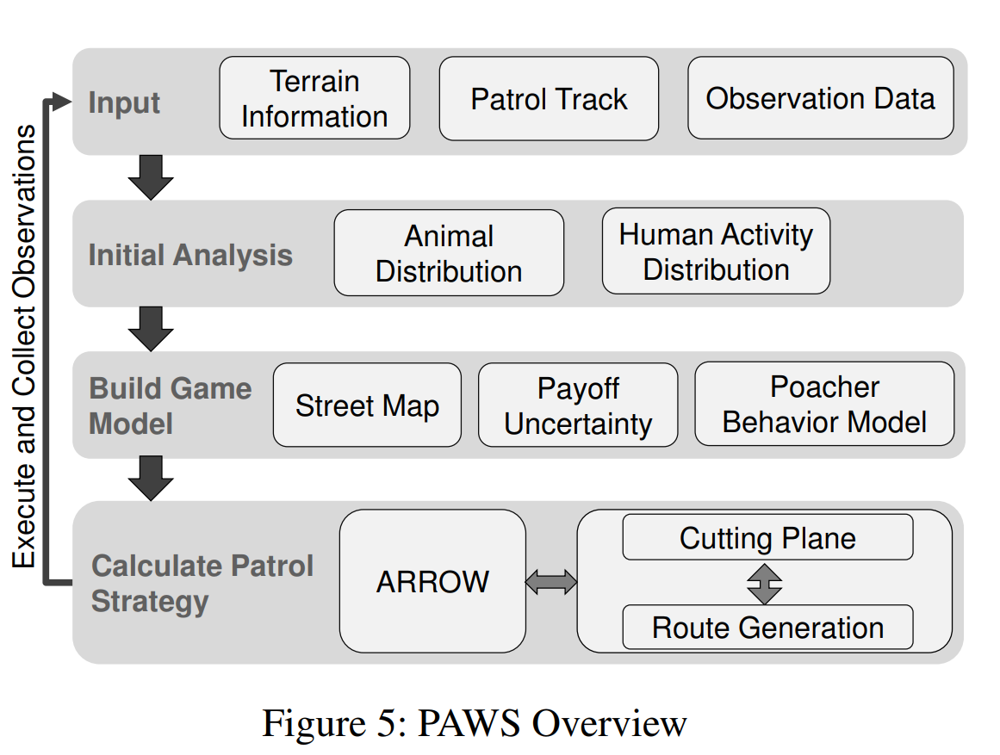 Execute and Collect Observations
Input
Terrain
Information
Patrol Track
Observation Data
Initial Analysis
Animal
Distribution
Human Activity
Distribution
Build Game
Model
Street Map
Payoff
Uncertainty
Poacher
Behavior Model
Calculate Patrol
Strategy
ARROW
Cutting Plane
Route Generation
Figure 5: PAWS Overview